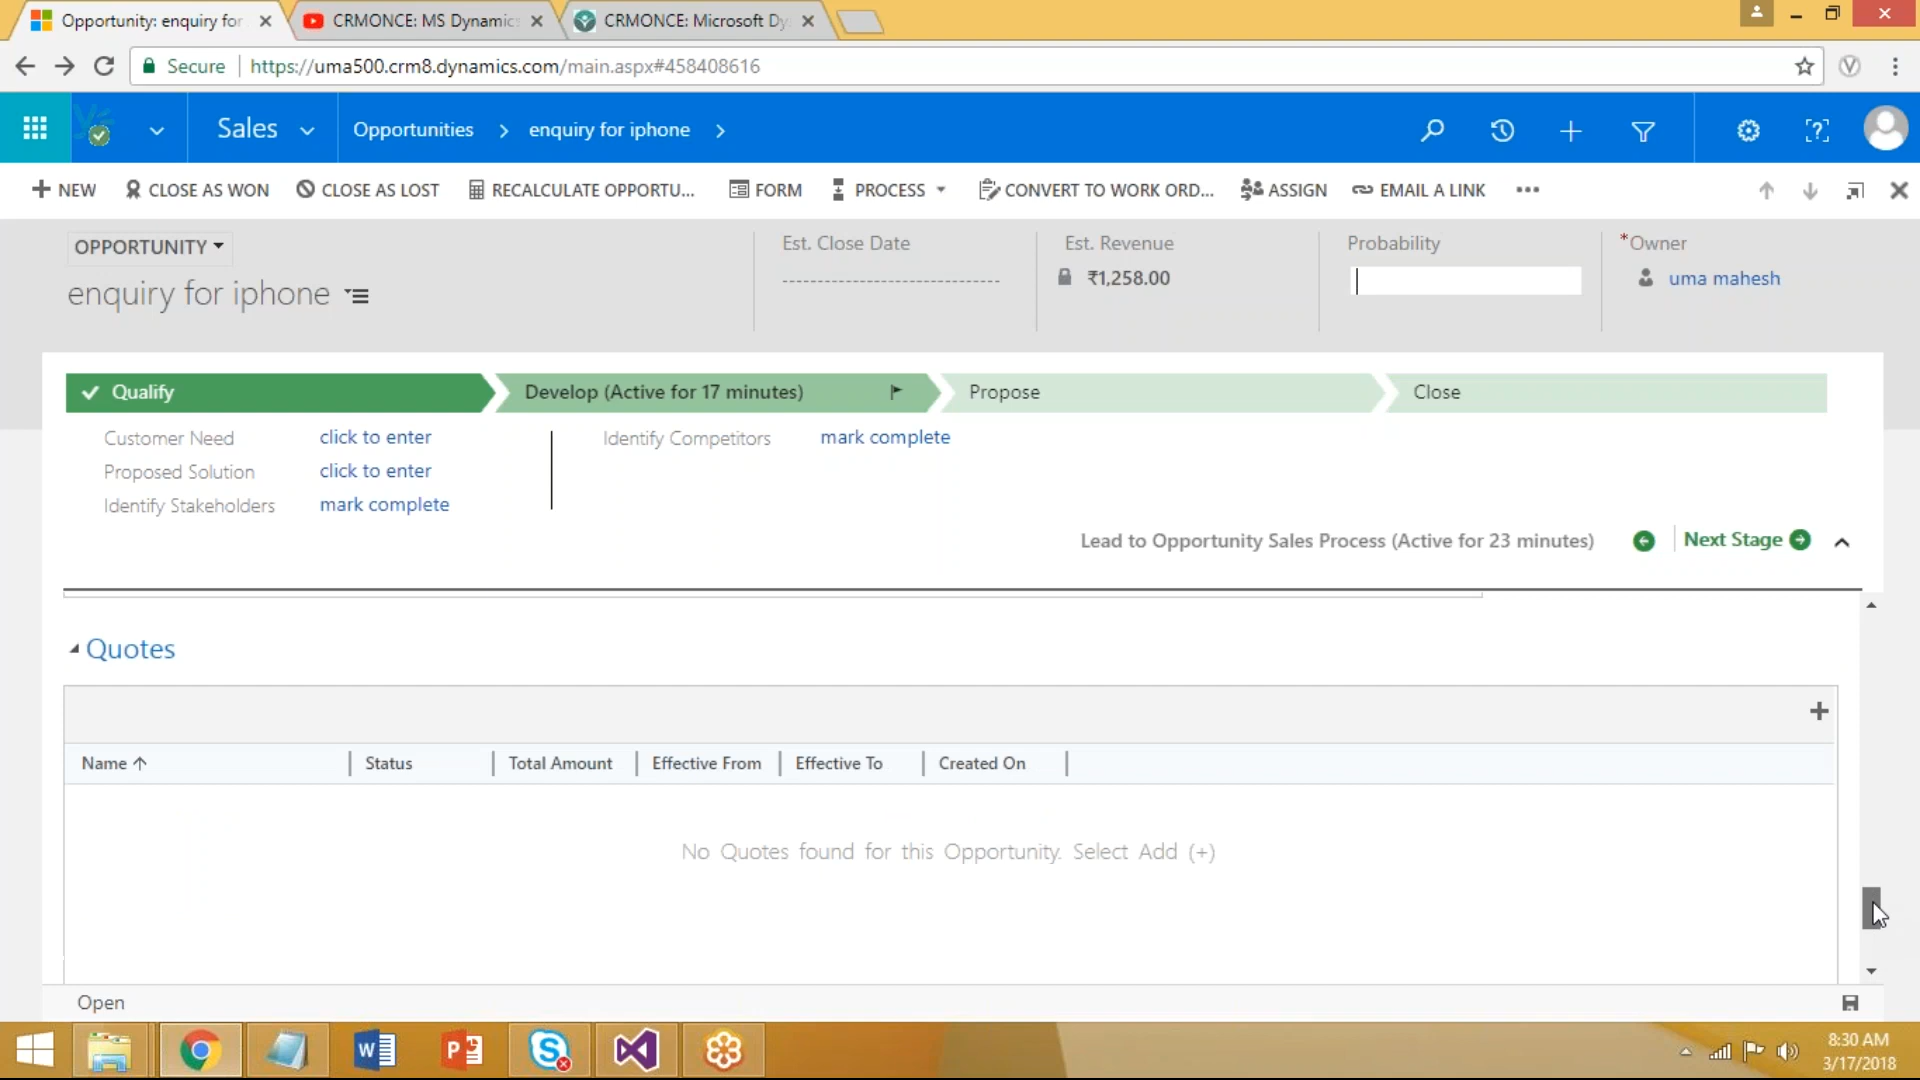 Opportunity: enquiry for
CRMONCE: MS Dynamics
CRMONCE: Microsoft Dy
Secure
https://uma500.crm8.dynamics.com/main.aspx#458408616
Sales
Opportunities > enquiry for iphone >
NEW
CLOSE AS WON
CLOSE AS LOST
RECALCULATE OPPORTU...
FORM
PROCESS
CONVERT TO WORK ORD...
ASSIGN
EMAIL A LINK
OPPORTUNITY
enquiry for iphone
Est. Close Date
Est. Revenue
₹1,258.00
Probability
*Owner
uma mahesh
Qualify
Develop (Active for 17 minutes)
Propose
Close
Customer Need click to enter
Proposed Solution click to enter
Identify Stakeholders mark complete
Identify Competitors mark complete
Lead to Opportunity Sales Process (Active for 23 minutes)
Next Stage
Quotes
Name Status Total Amount Effective From Effective To Created On
No Quotes found for this Opportunity. Select Add (+)
Open
8:30 AM
3/17/2018